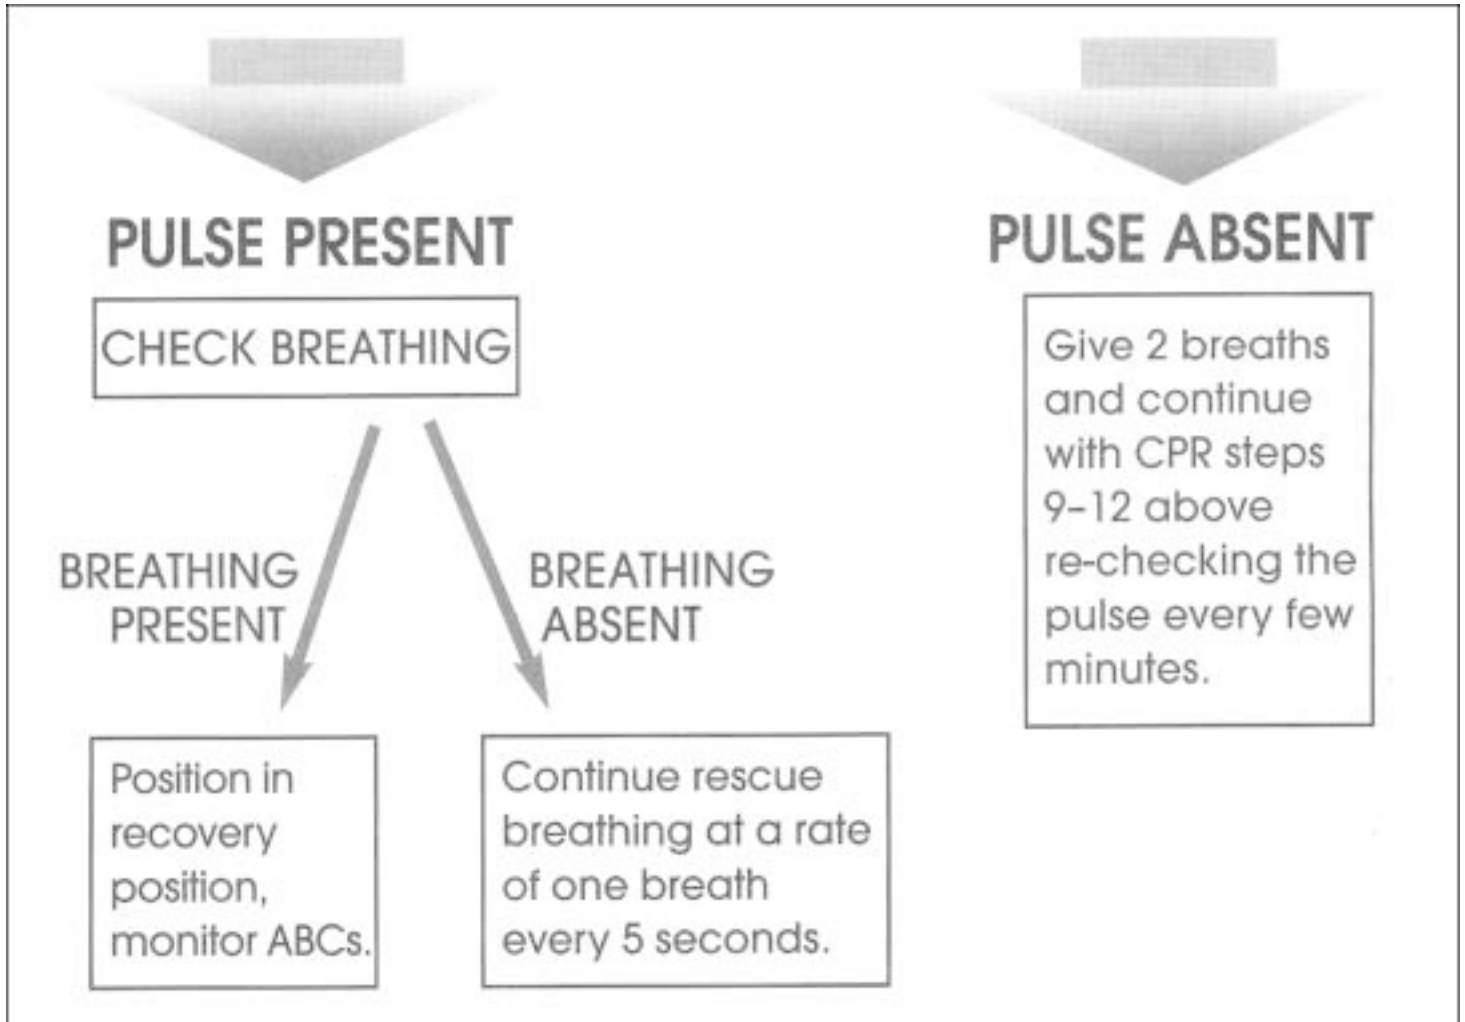 PULSE PRESENT
CHECK BREATHING
BREATHING
PRESENT
BREATHING
ABSENT
Position in
recovery
position,
monitor ABCs.
Continue rescue
breathing at a rate
of one breath
every 5 seconds.
PULSE ABSENT
Give 2 breaths
and continue
with CPR steps
9–12 above
re-checking the
pulse every few
minutes.